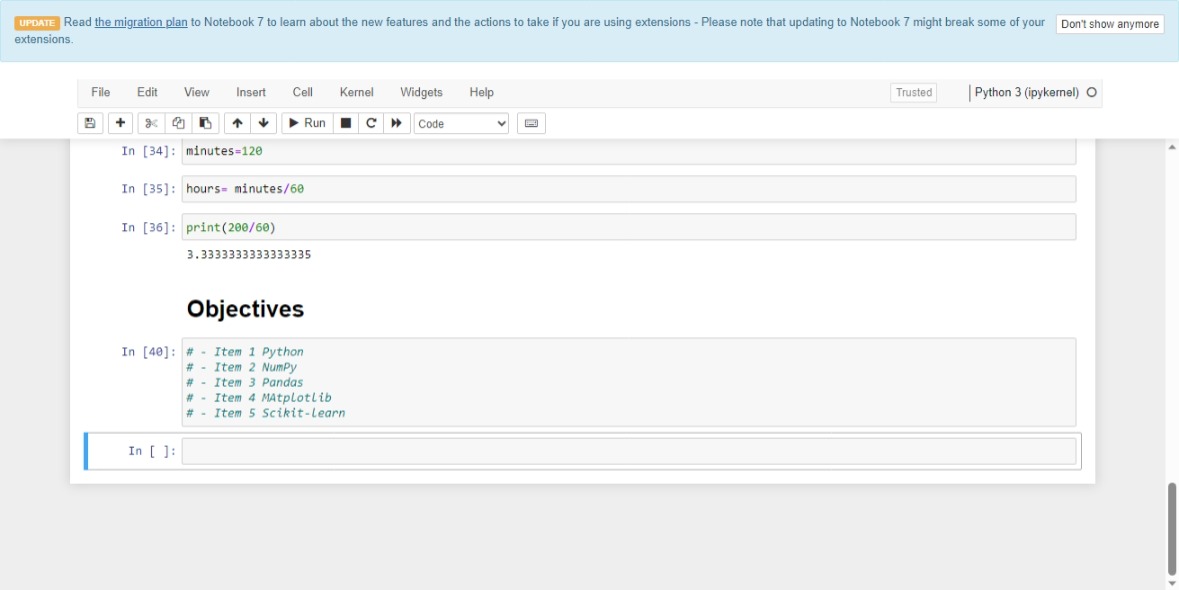 UPDATE Read the migration plan to Notebook 7 to learn about the new features and the actions to take if you are using extensions - Please note that updating to Notebook 7 might break some of your
extensions.
Don't show anymore
File Edit View Insert Cell Kernel Widgets Help
Trusted
Python 3 (ipykernel)
Run
Code
In [34]: minutes=120
In [35]: hours= minutes/60
In [36]: print(200/60)
3.3333333333333335
Objectives
In [40]: # - Item 1 Python
# - Item 2 NumPy
# - Item 3 Pandas
# - Item 4 MAtplotlib
# - Item 5 Scikit-learn
In [ ]: